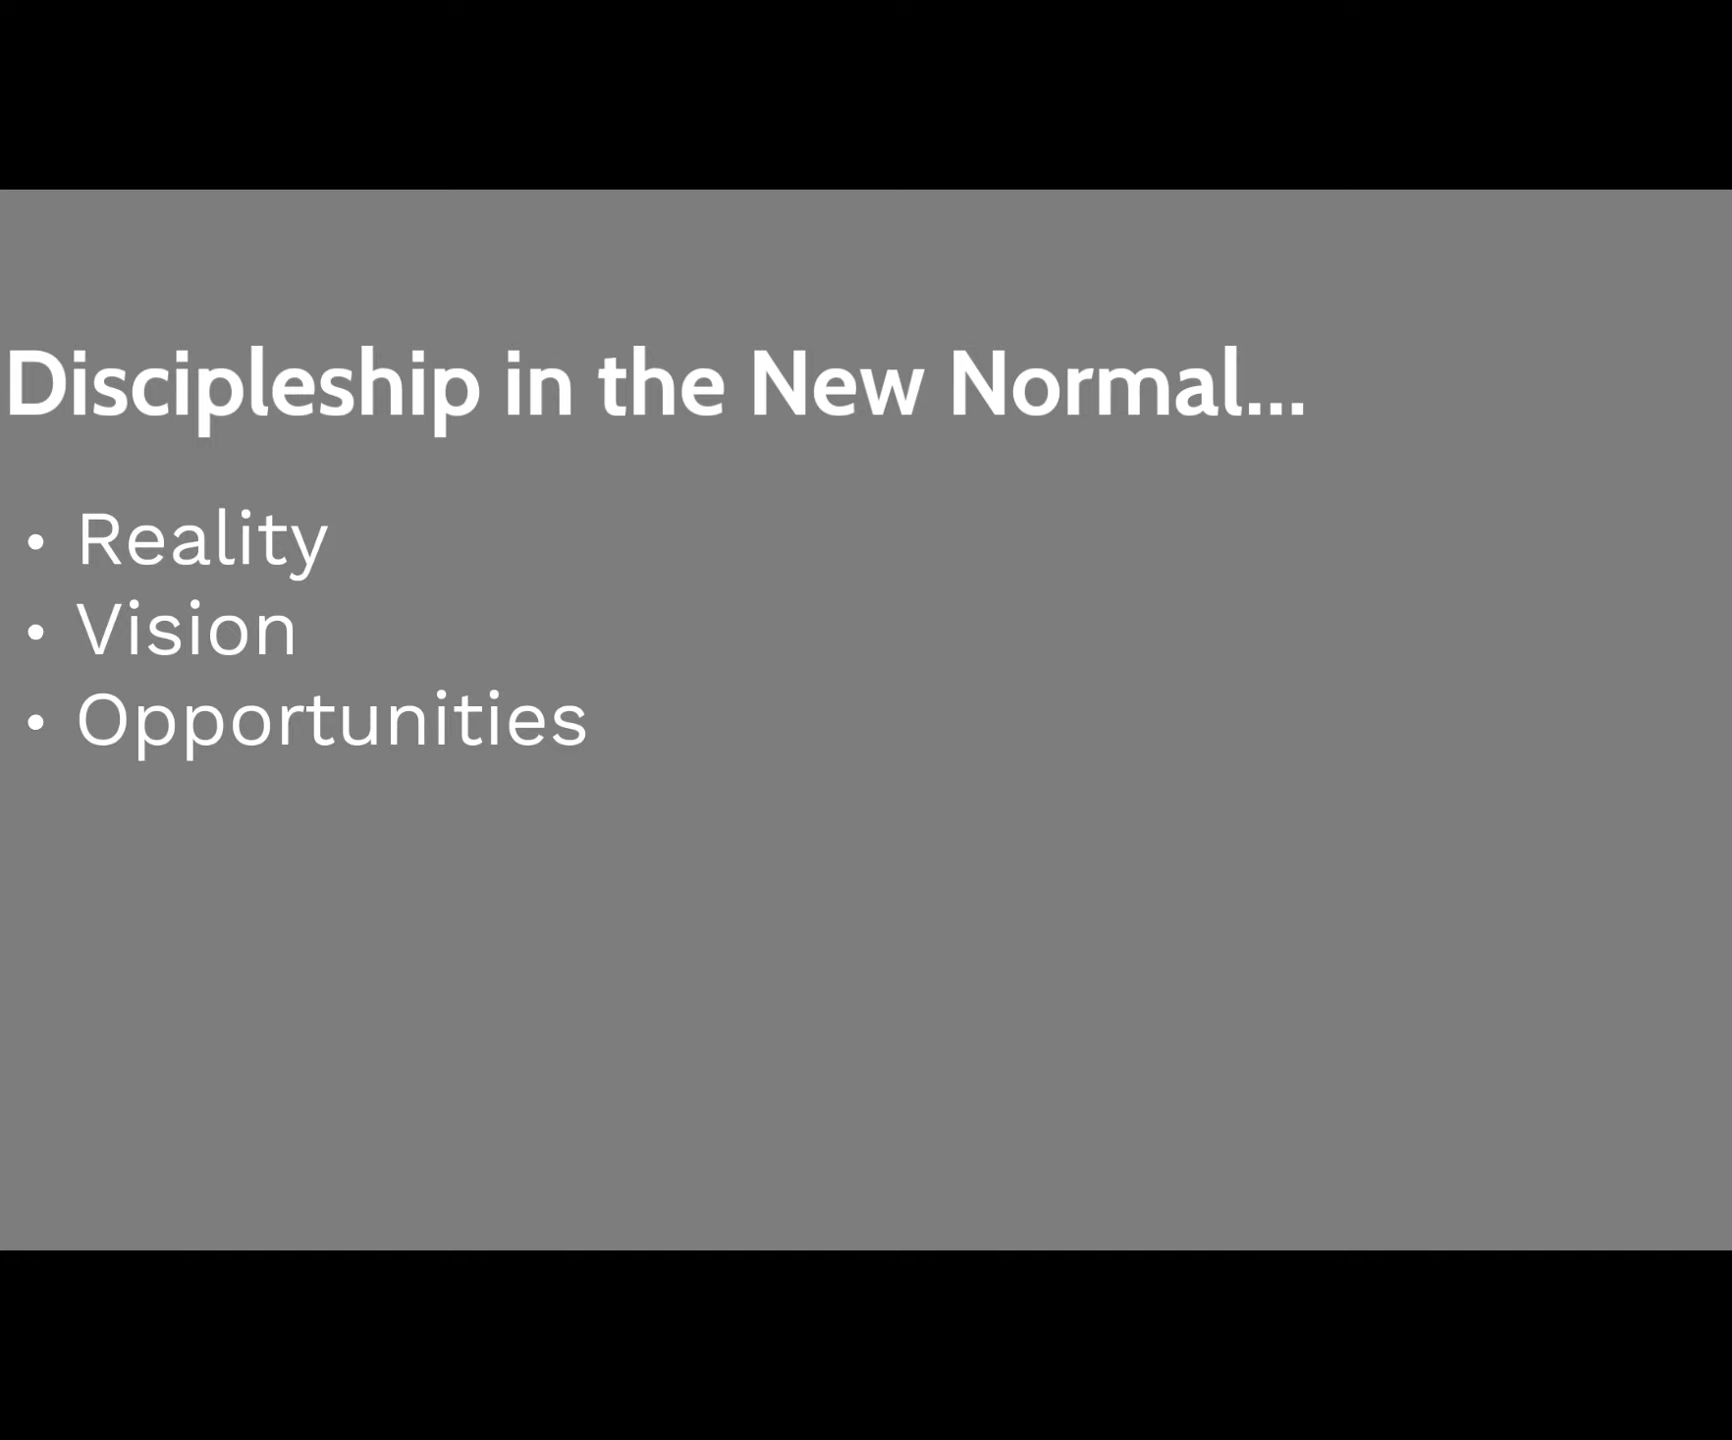 Discipleship in the New Normal...
• Reality
• Vision
• Opportunities